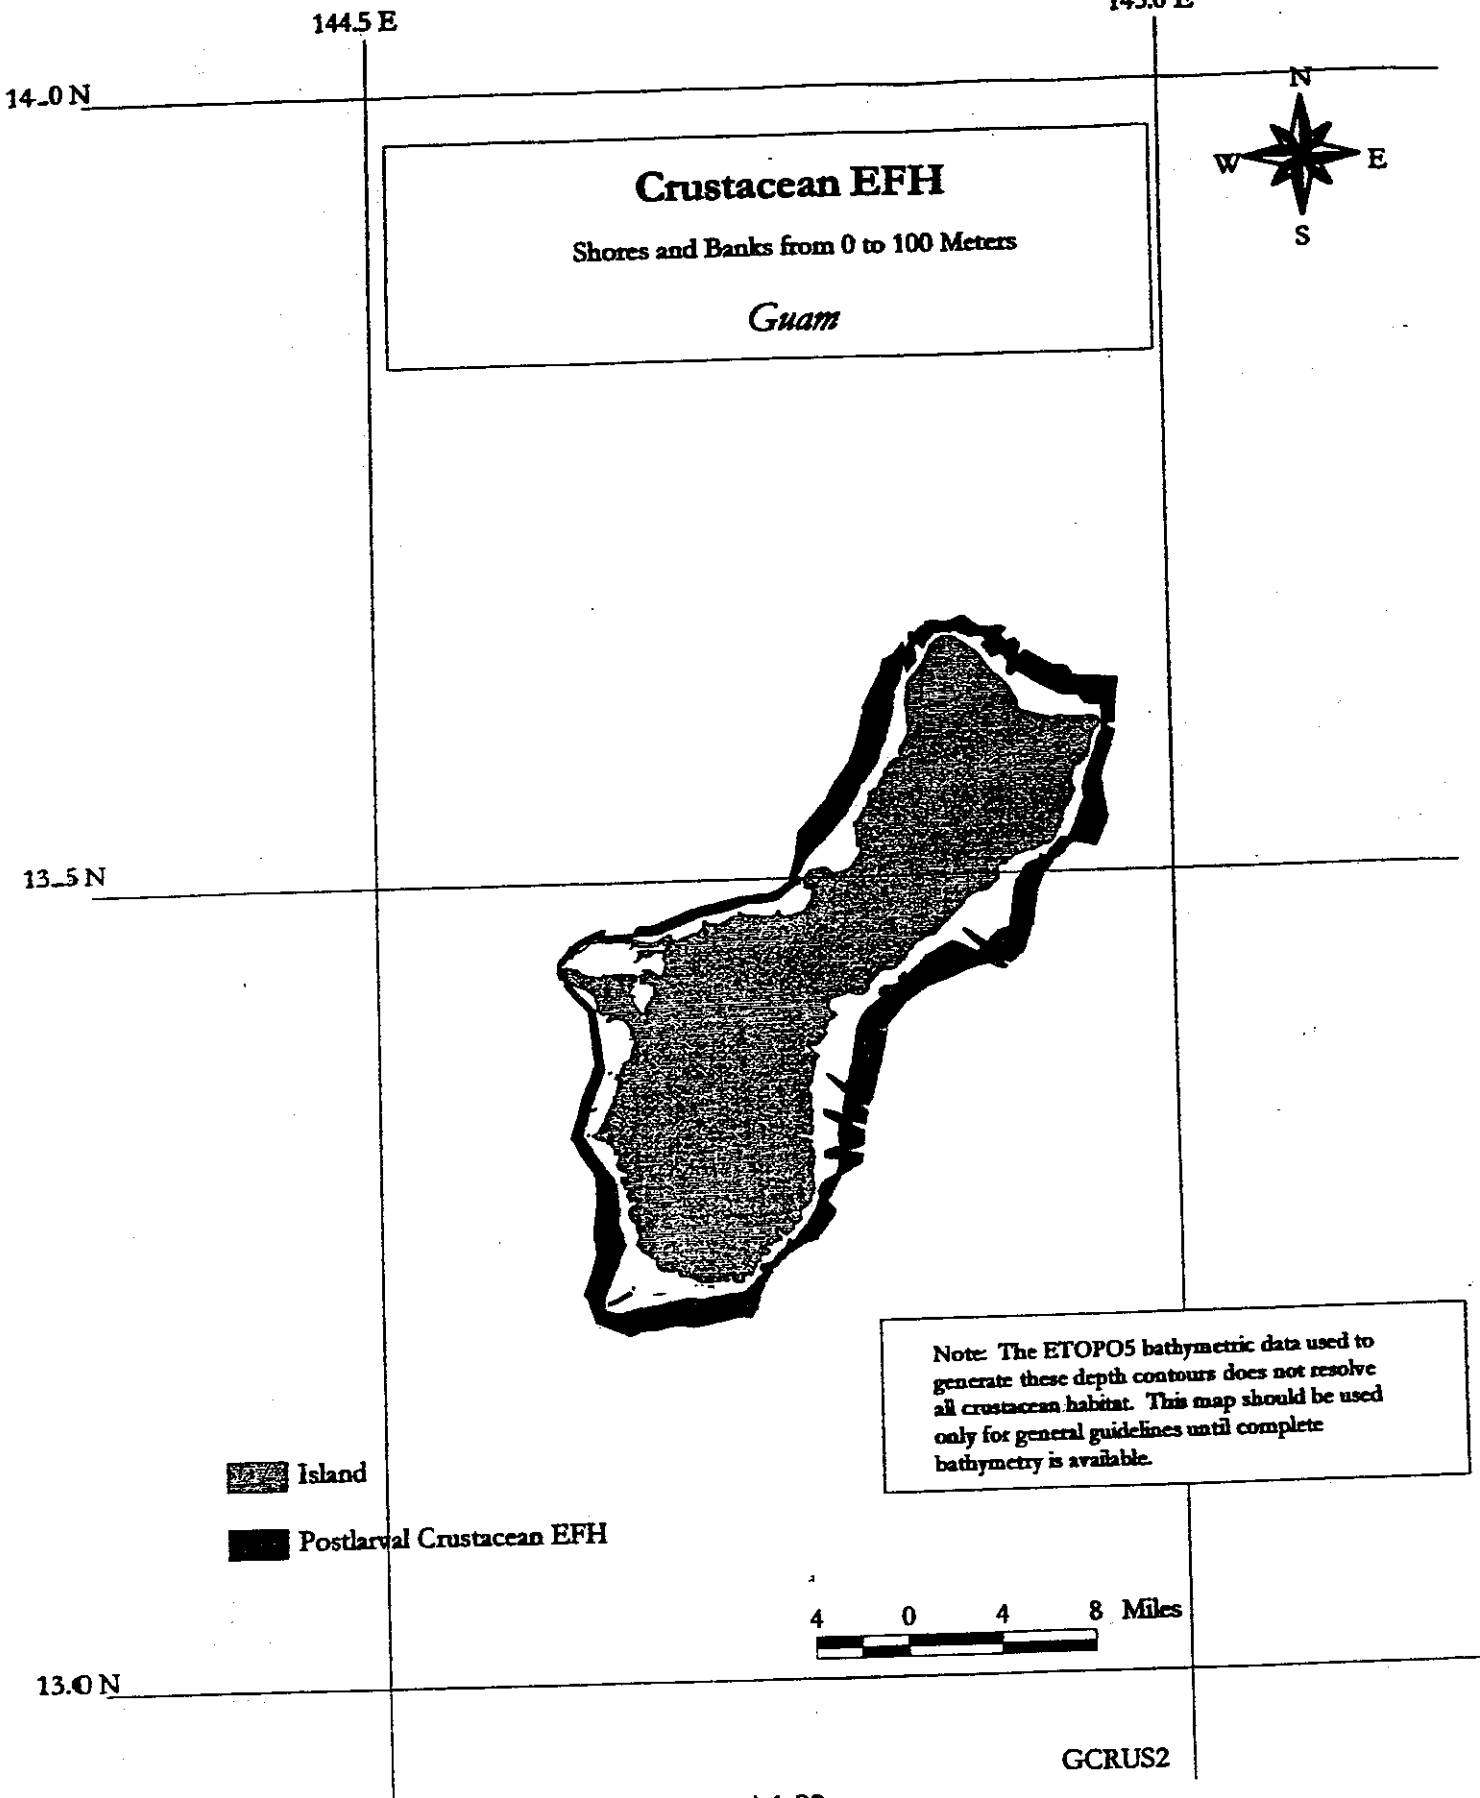 144.5 E
14.0 N
N
W
E
S
Crustacean EFH
Shores and Banks from 0 to 100 Meters
Guam
13.5 N
Note: The ETOPO5 bathymetric data used to
generate these depth contours does not resolve
all crustacean habitat. This map should be used
only for general guidelines until complete
bathymetry is available.
Island
Postlarval Crustacean EFH
4 0 4 8 Miles
13.0 N
GCRUS2